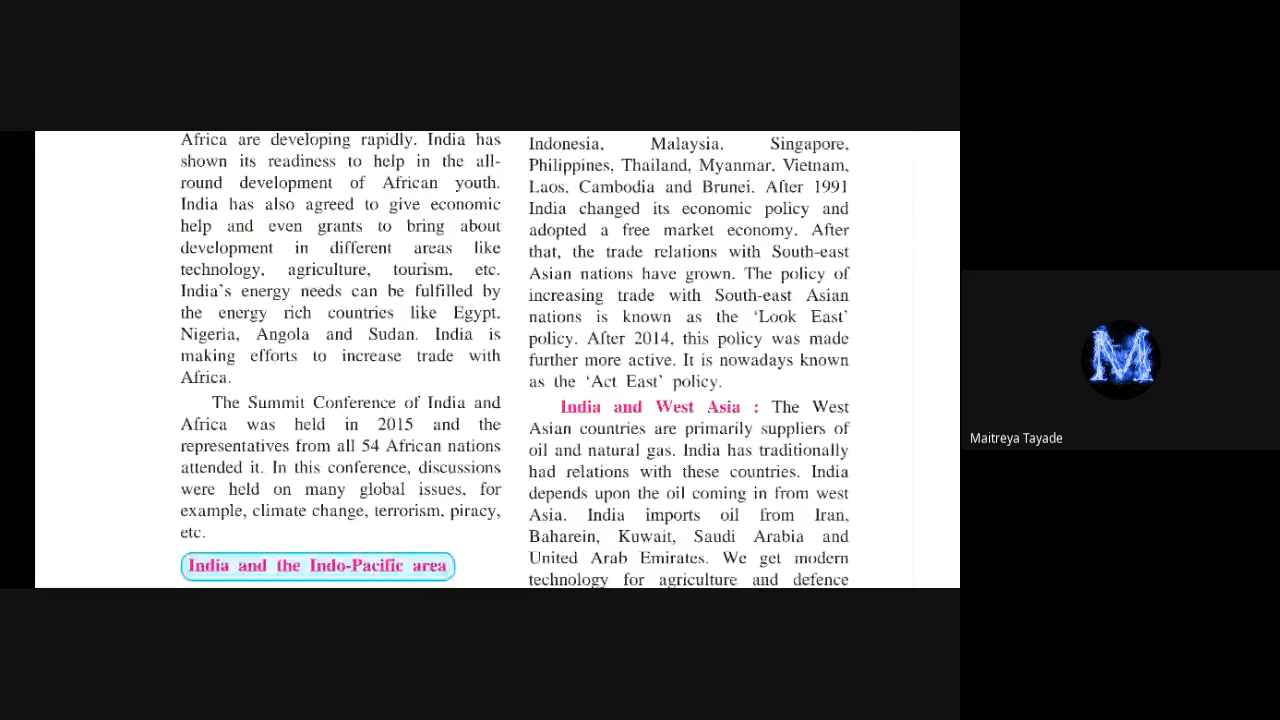 Africa are developing rapidly. India has
shown its readiness to help in the all-
round development of African youth.
India has also agreed to give economic
help and even grants to bring about
development in different areas like
technology, agriculture, tourism, etc.
India's energy needs can be fulfilled by
the energy rich countries like Egypt,
Nigeria, Angola and Sudan. India is
making efforts to increase trade with
Africa.
The Summit Conference of India and
Africa was held in 2015 and the
representatives from all 54 African nations
attended it. In this conference, discussions
were held on many global issues, for
example, climate change, terrorism, piracy,
etc.
India and the Indo-Pacific area
Indonesia, Malaysia, Singapore,
Philippines, Thailand, Myanmar, Vietnam,
Laos, Cambodia and Brunei. After 1991
India changed its economic policy and
adopted a free market economy. After
that, the trade relations with South-east
Asian nations have grown. The policy of
increasing trade with South-east Asian
nations is known as the 'Look East'
policy. After 2014, this policy was made
further more active. It is nowadays known
as the 'Act East' policy.
India and West Asia : The West
Asian countries are primarily suppliers of
oil and natural gas. India has traditionally
had relations with these countries. India
depends upon the oil coming in from west
Asia. India imports oil from Iran,
Baharein, Kuwait, Saudi Arabia and
United Arab Emirates. We get modern
technology for agriculture and defence
M
Maitreya Tayade